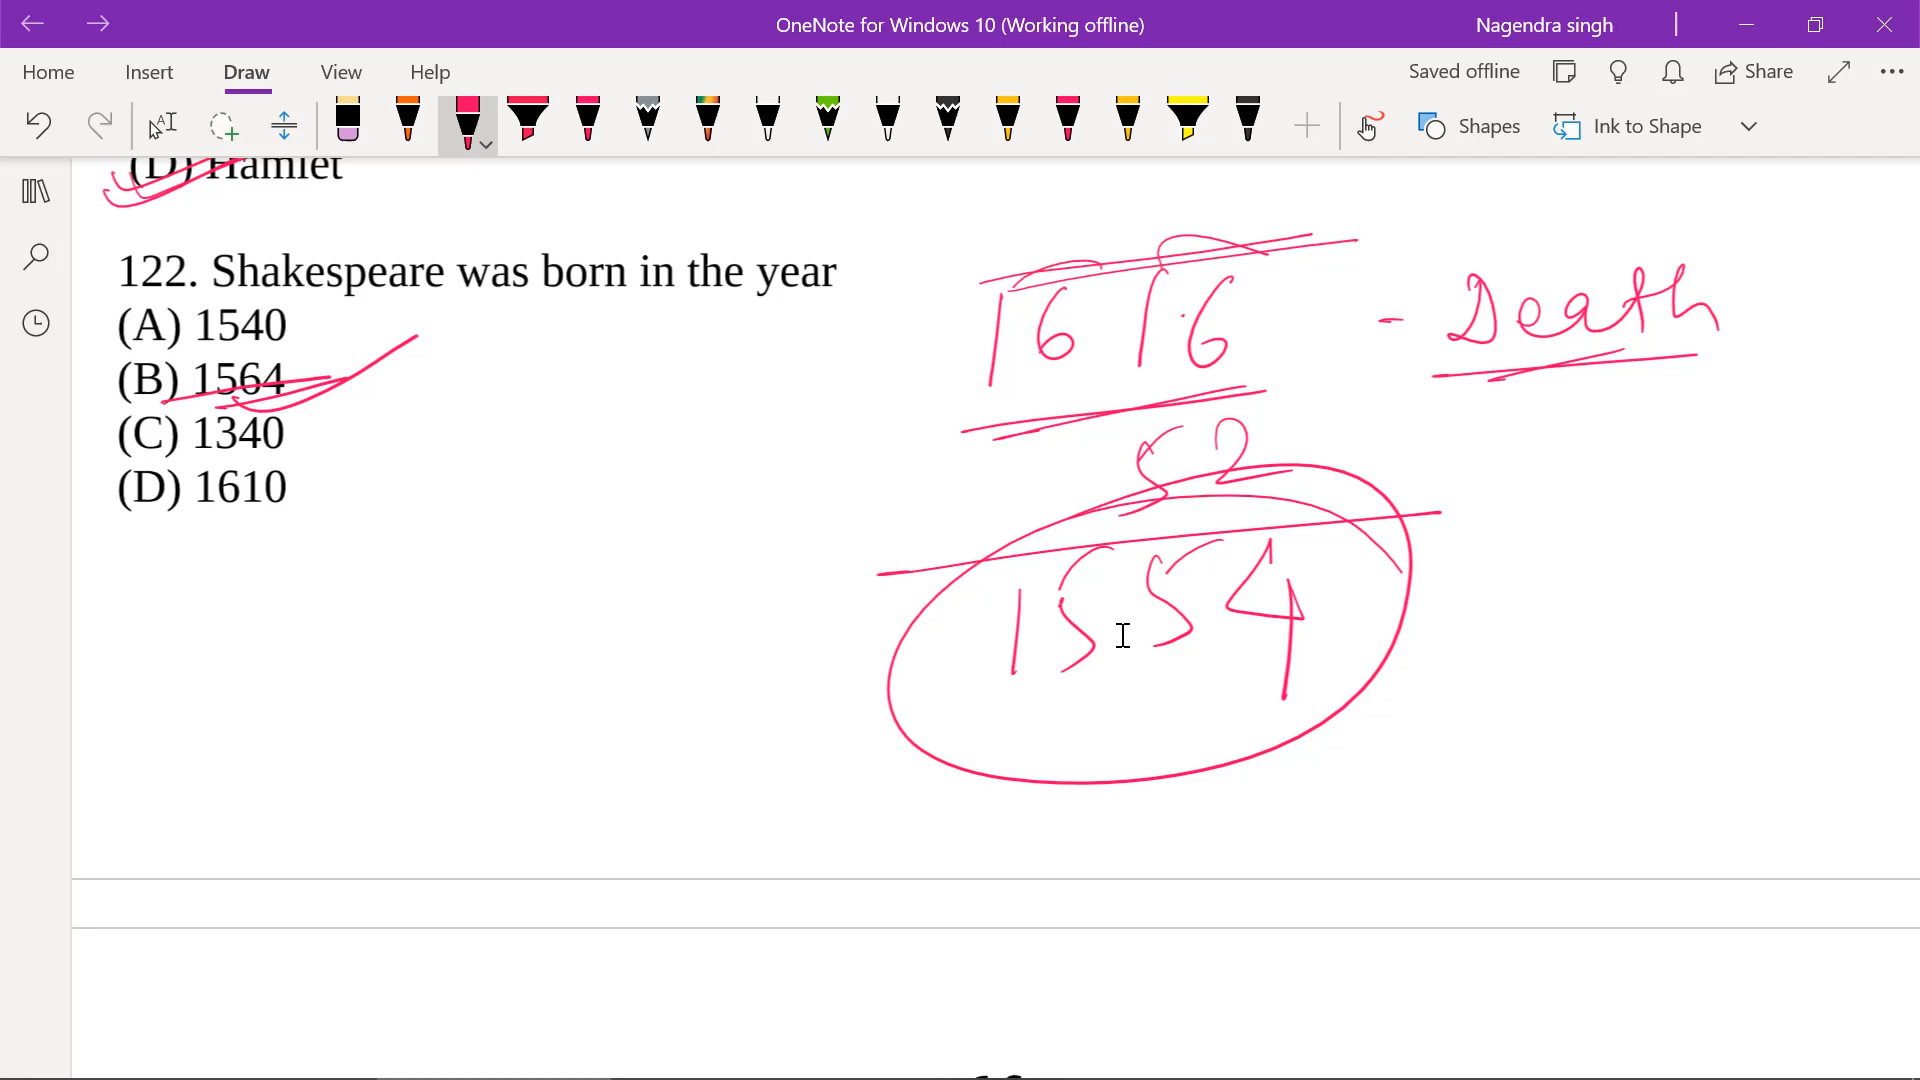 OneNote for Windows 10 (Working offline)
Nagendra singh
Home Insert Draw View Help
Saved offline
Share
Shapes
Ink to Shape
(D) Hamlet
122. Shakespeare was born in the year
(A) 1540
(B) 1564
(C) 1340
(D) 1610
1616 - Death
52
1554